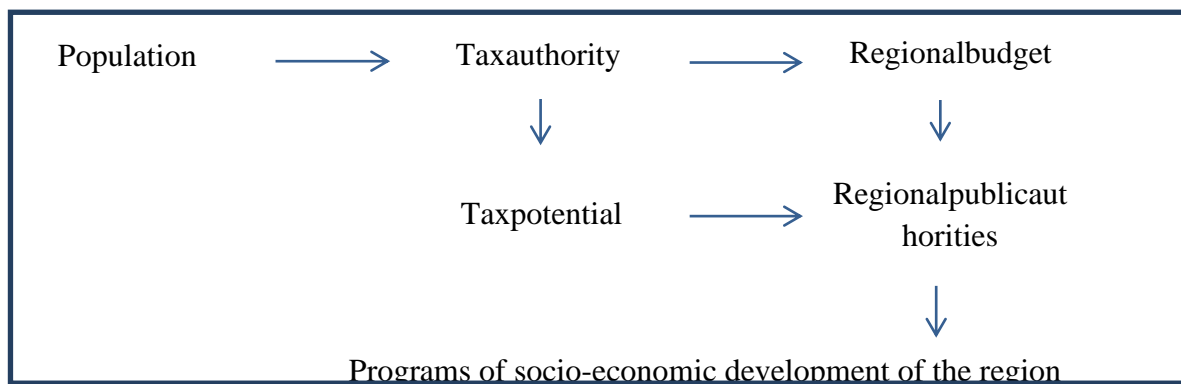 Population
Taxauthority
Regionalbudget
Taxpotential
Regionalpublicaut
horities
Programs of socio-economic development of the region